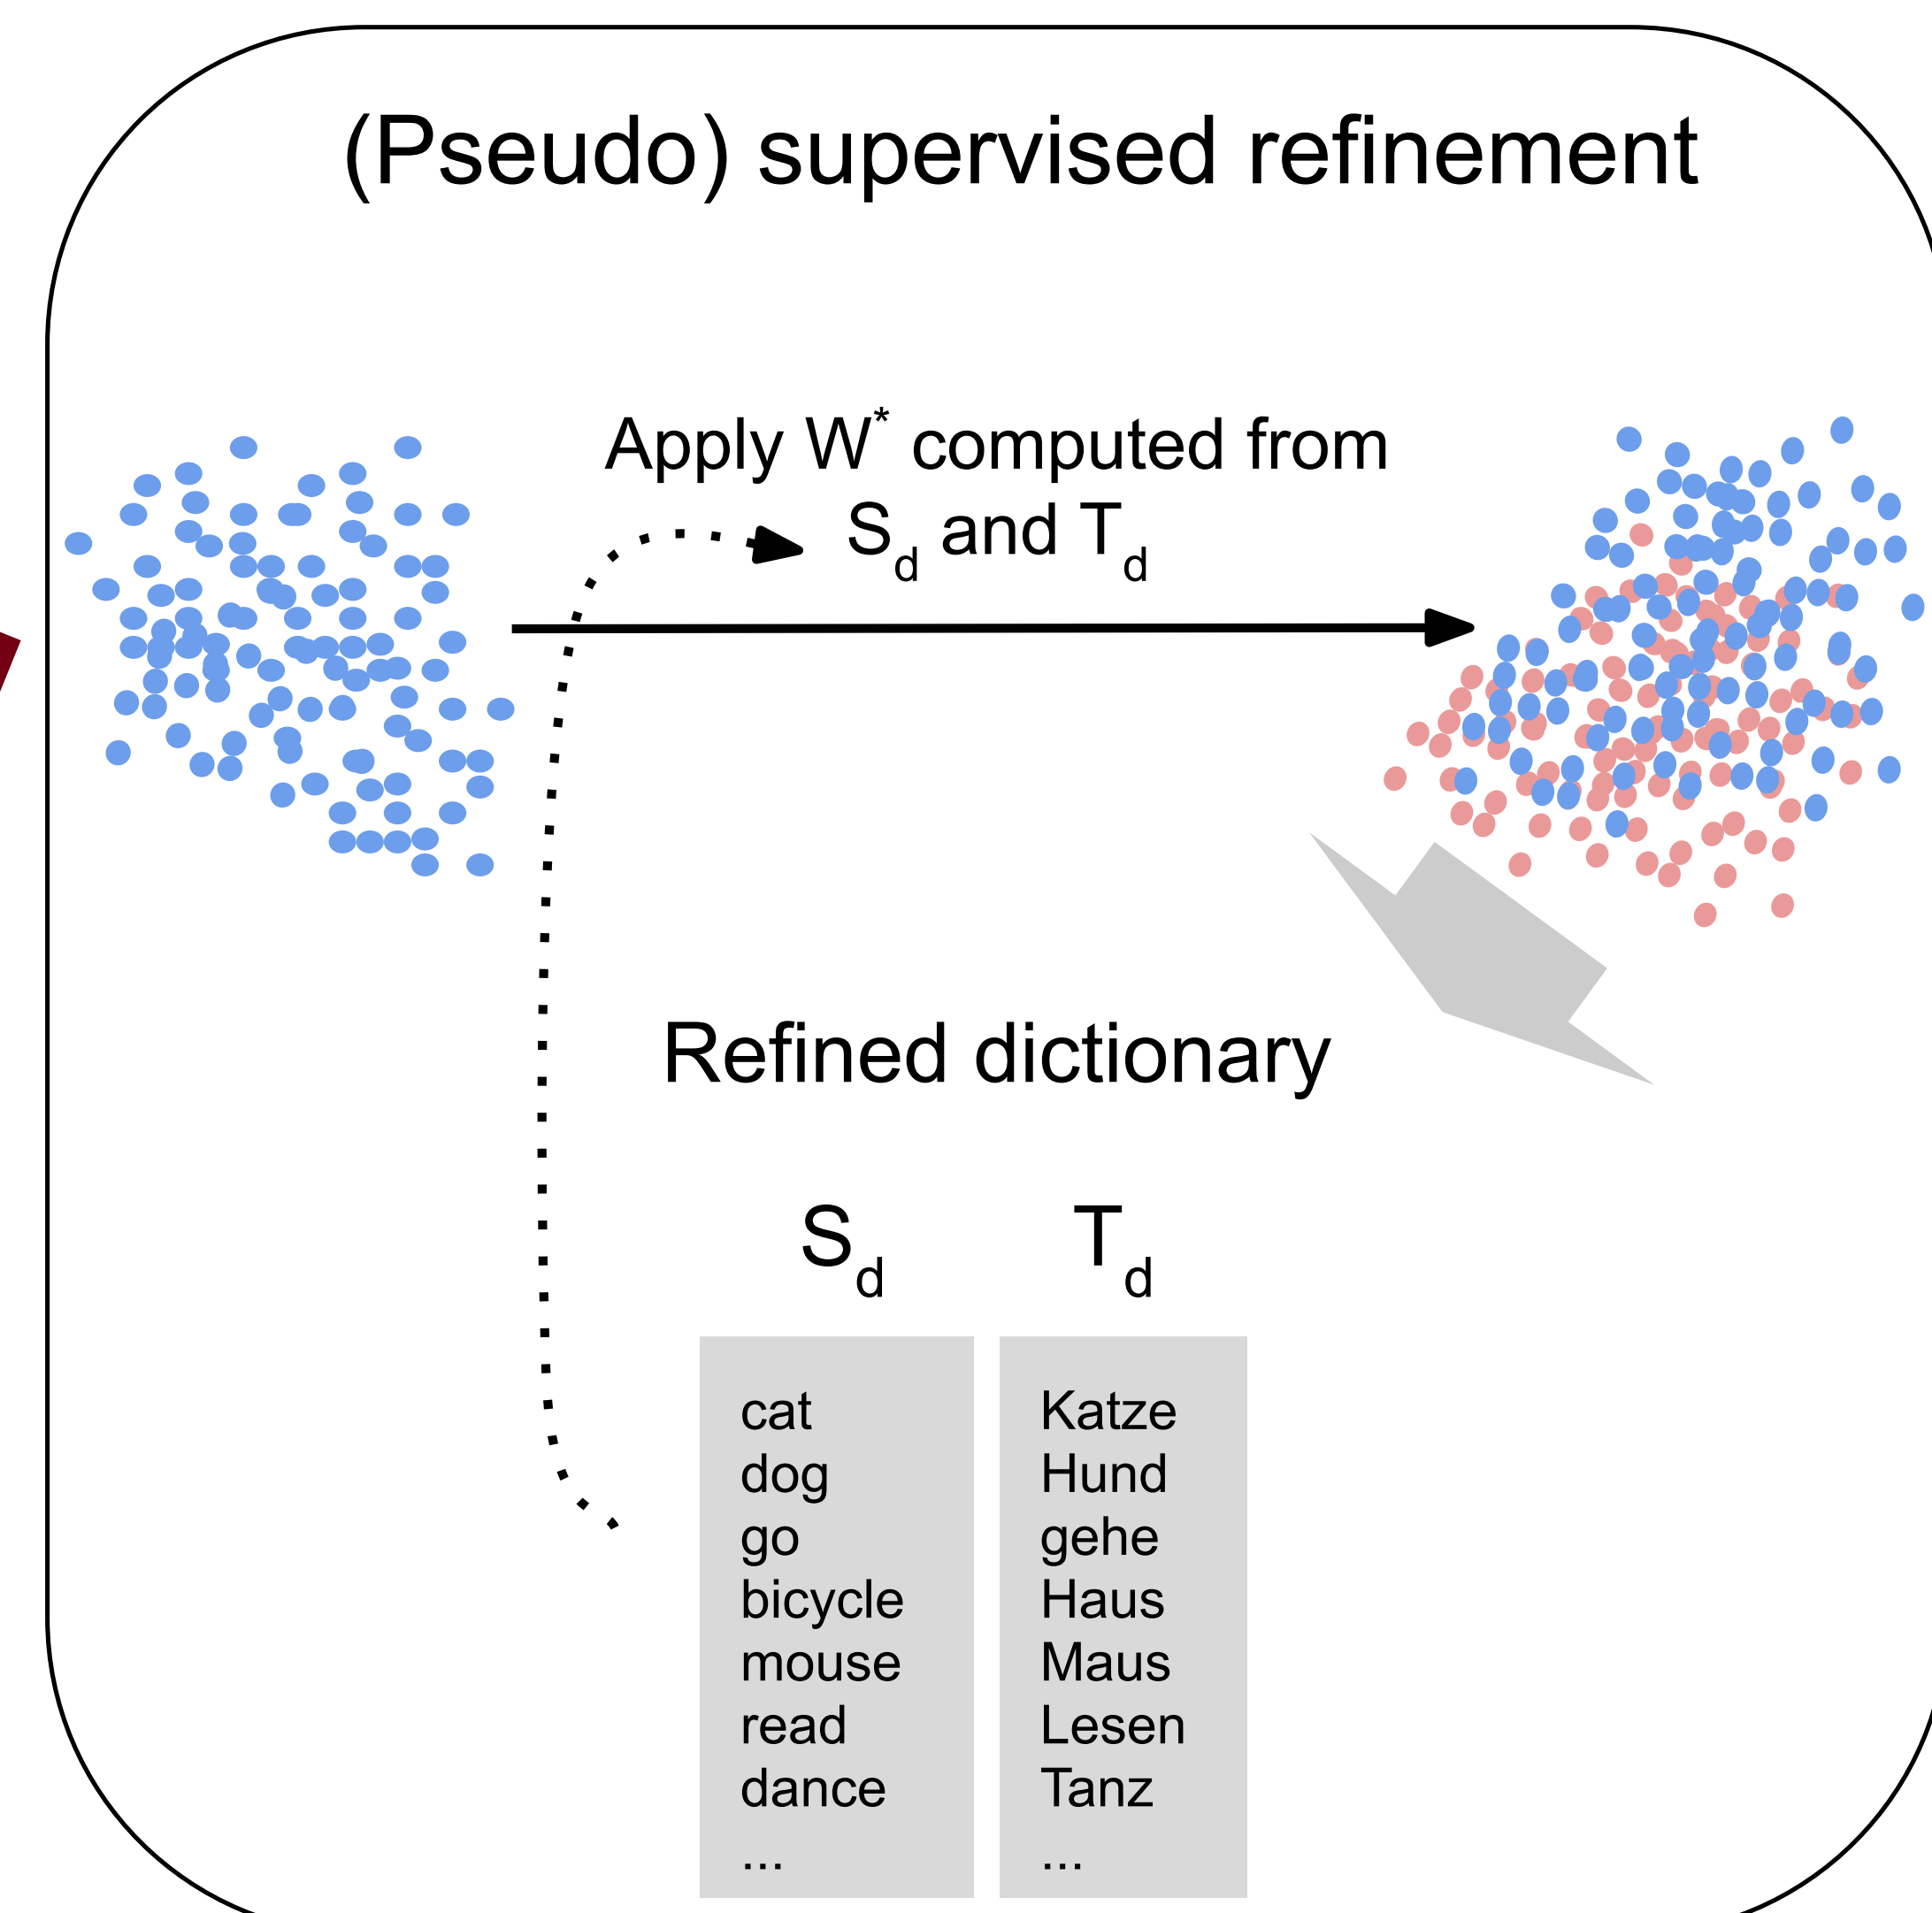 (Pseudo) supervised refinement
Apply W* computed from
Sd and Td
Refined dictionary
Sd Td
cat Katze
dog Hund
go gehe
bicycle Haus
mouse Maus
read Lesen
dance Tanz
... ...